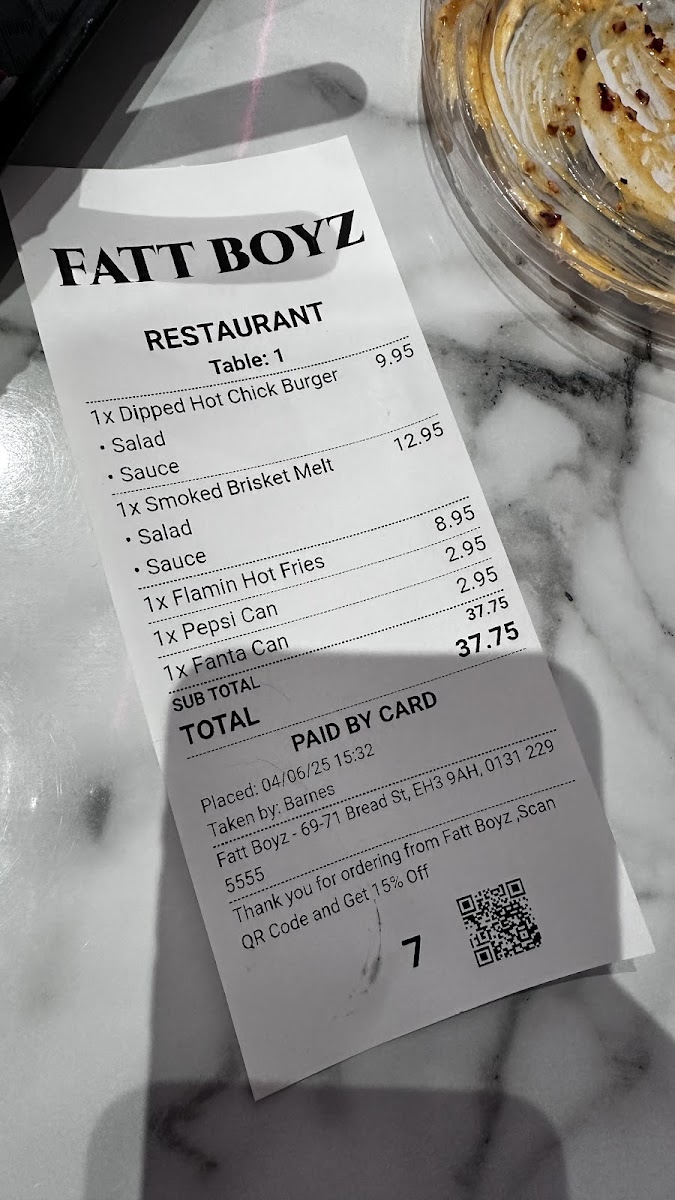 FATT BOYZ
RESTAURANT
Table: 1
1x Dipped Hot Chick Burger 9.95
• Salad
• Sauce
1x Smoked Brisket Melt 12.95
• Salad
• Sauce
1x Flamin Hot Fries 8.95
1x Pepsi Can 2.95
1x Fanta Can 2.95
SUB TOTAL 37.75
TOTAL 37.75
PAID BY CARD
Placed: 04/06/25 15:32
Taken by: Barnes
Fatt Boyz - 69-71 Bread St, EH3 9AH, 0131 229
5555
Thank you for ordering from Fatt Boyz ,Scan
QR Code and Get 15% Off
7